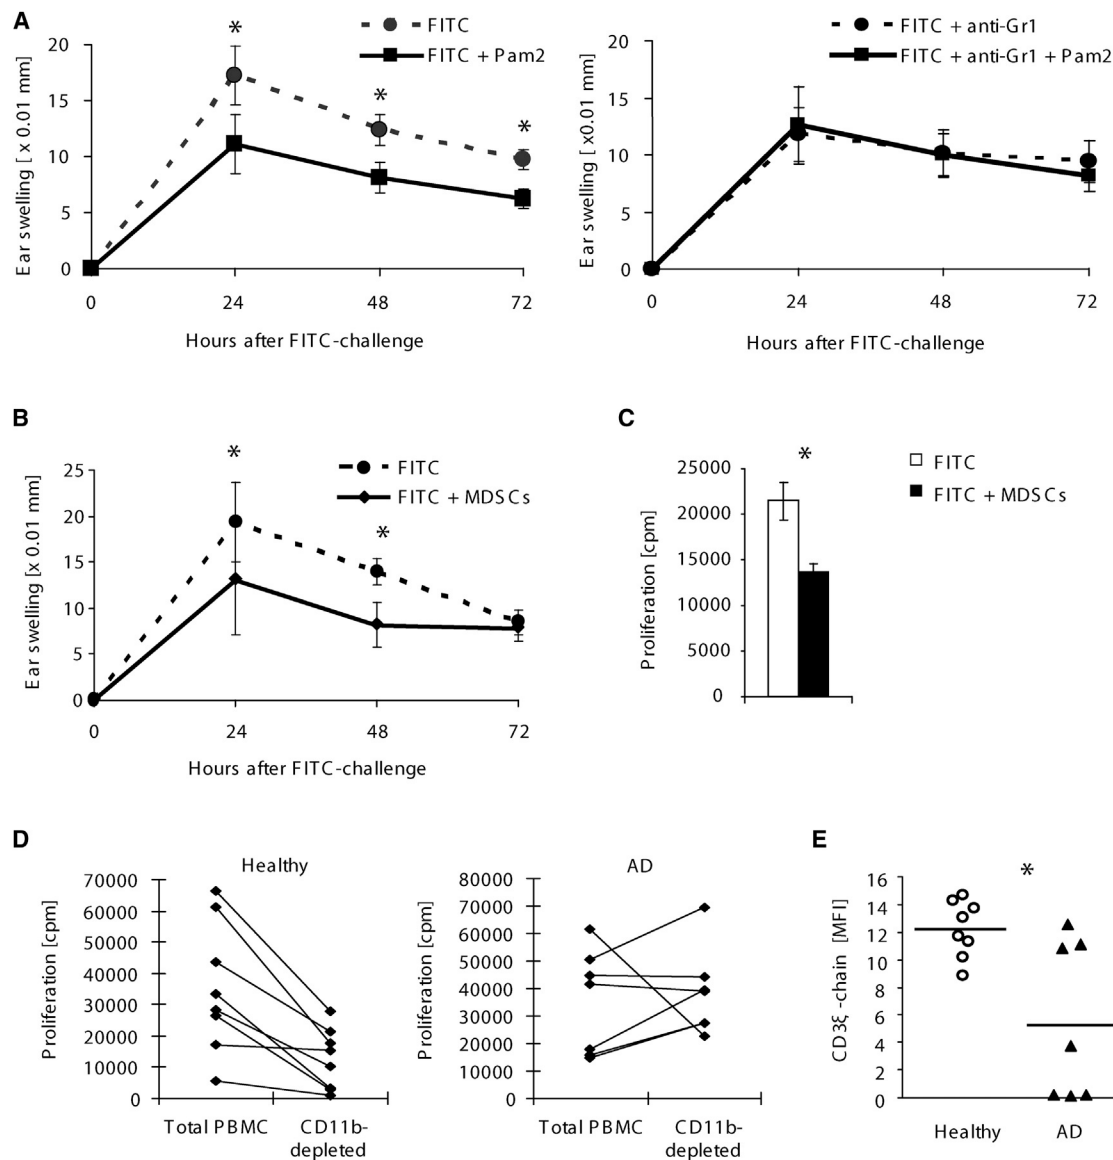 A
FITC
FITC + Pam2
Ear swelling [ x 0.01 mm]
20
15
10
5
0
0 24 48 72
Hours after FITC-challenge
* * *
FITC + anti-Gr1
FITC + anti-Gr1 + Pam2
Ear swelling [ x0.01 mm]
20
15
10
5
0
0 24 48 72
Hours after FITC-challenge
B
FITC
FITC + MDSCs
Ear swelling [x 0.01 mm]
25
20
15
10
5
0
0 24 48 72
Hours after FITC-challenge
* *
C
FITC
FITC + MDSCs
Proliferation [cpm]
25000
20000
15000
10000
5000
0
*
D
Healthy
Proliferation [cpm]
70000
60000
50000
40000
30000
20000
10000
0
Total PBMC
CD11b-
depleted
AD
Proliferation [cpm]
80000
70000
60000
50000
40000
30000
20000
10000
0
Total PBMC
CD11b-
depleted
E
CD3ξ -chain [MFI]
16
14
12
10
8
6
4
2
0
*
Healthy
AD